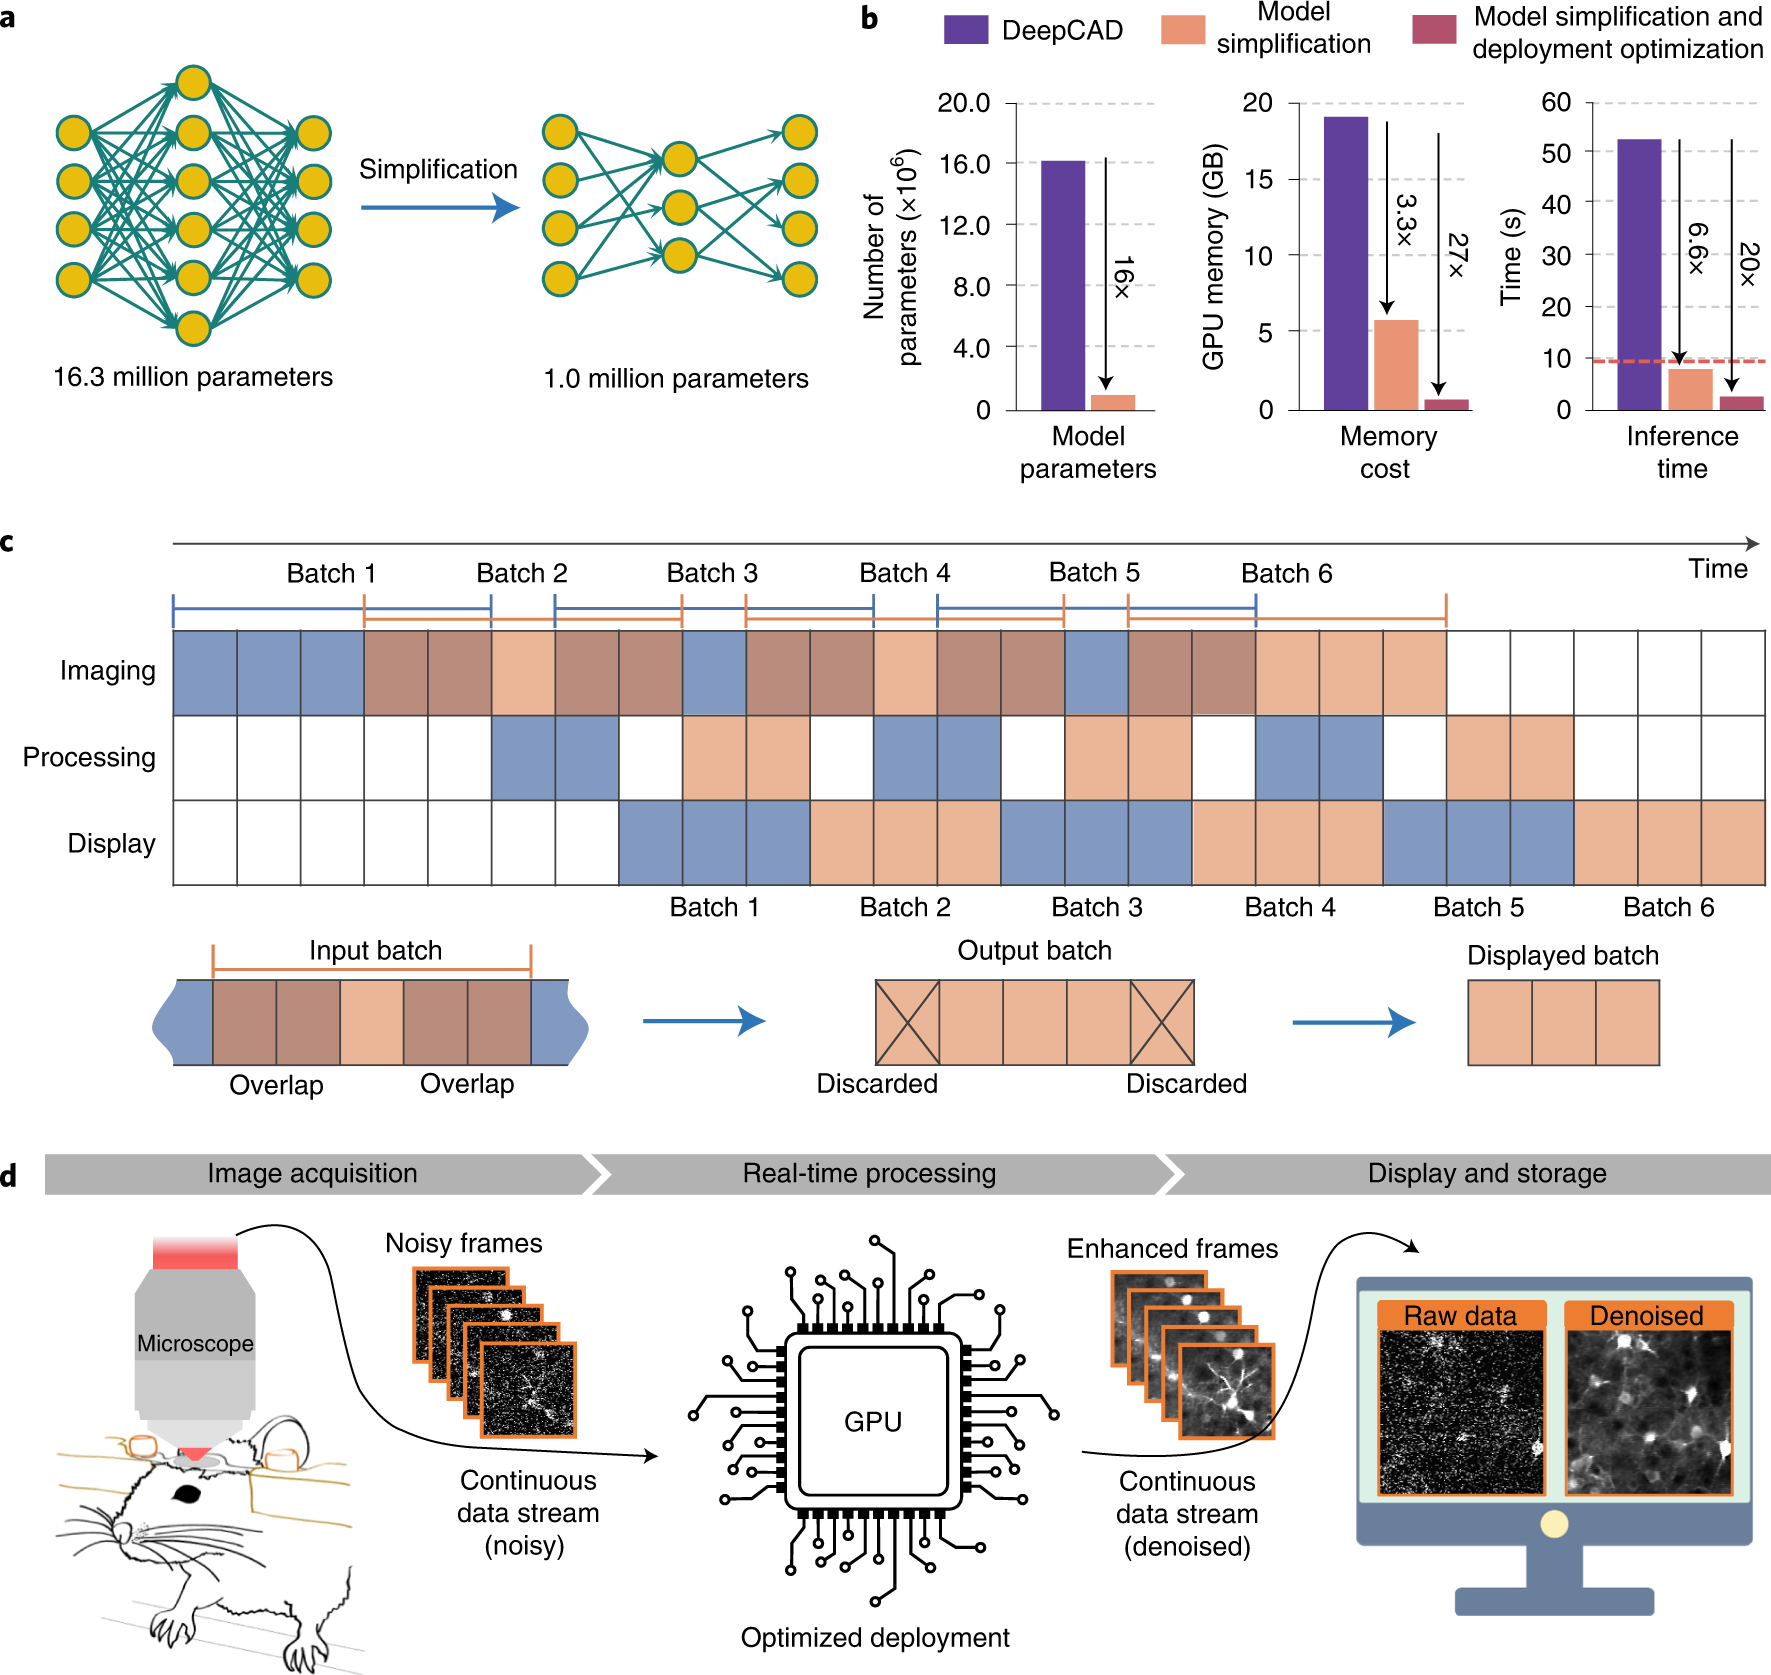 a
Simplification
16.3 million parameters
1.0 million parameters
b
DeepCAD
Model
simplification
Model simplification and
deployment optimization
Number of
parameters (×10⁶)
20.0
16.0
12.0
8.0
4.0
0
16×
Model
parameters
GPU memory (GB)
20
15
10
5
0
3.3×
27×
Memory
cost
Time (s)
60
50
40
30
20
10
0
6.6×
20×
Inference
time
c
Time
Batch 1
Batch 2
Batch 3
Batch 4
Batch 5
Batch 6
Imaging
Processing
Display
Batch 1
Batch 2
Batch 3
Batch 4
Batch 5
Batch 6
Input batch
Overlap
Overlap
Output batch
Discarded
Discarded
Displayed batch
d
Image acquisition
Real-time processing
Display and storage
Microscope
Noisy frames
Continuous
data stream
(noisy)
GPU
Optimized deployment
Enhanced frames
Continuous
data stream
(denoised)
Raw data
Denoised